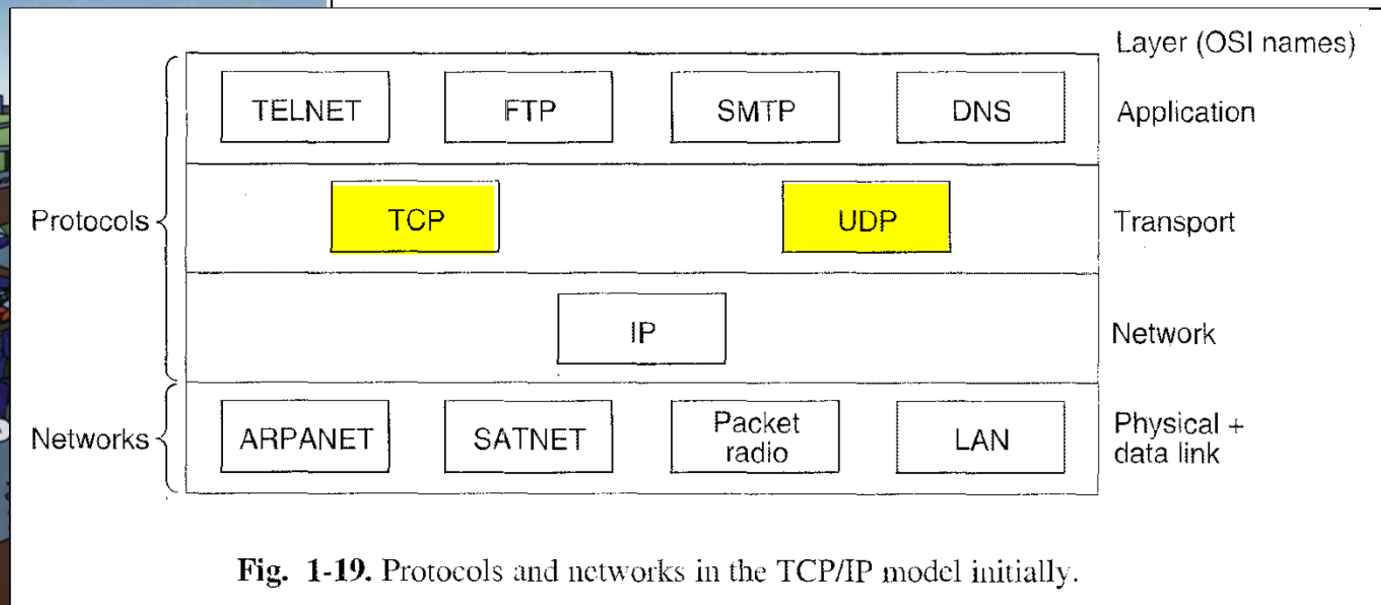 Layer (OSI names)
TELNET FTP SMTP DNS Application
Protocols TCP UDP Transport
IP Network
Networks ARPANET SATNET Packet radio LAN Physical + data link
Fig. 1-19. Protocols and networks in the TCP/IP model initially.